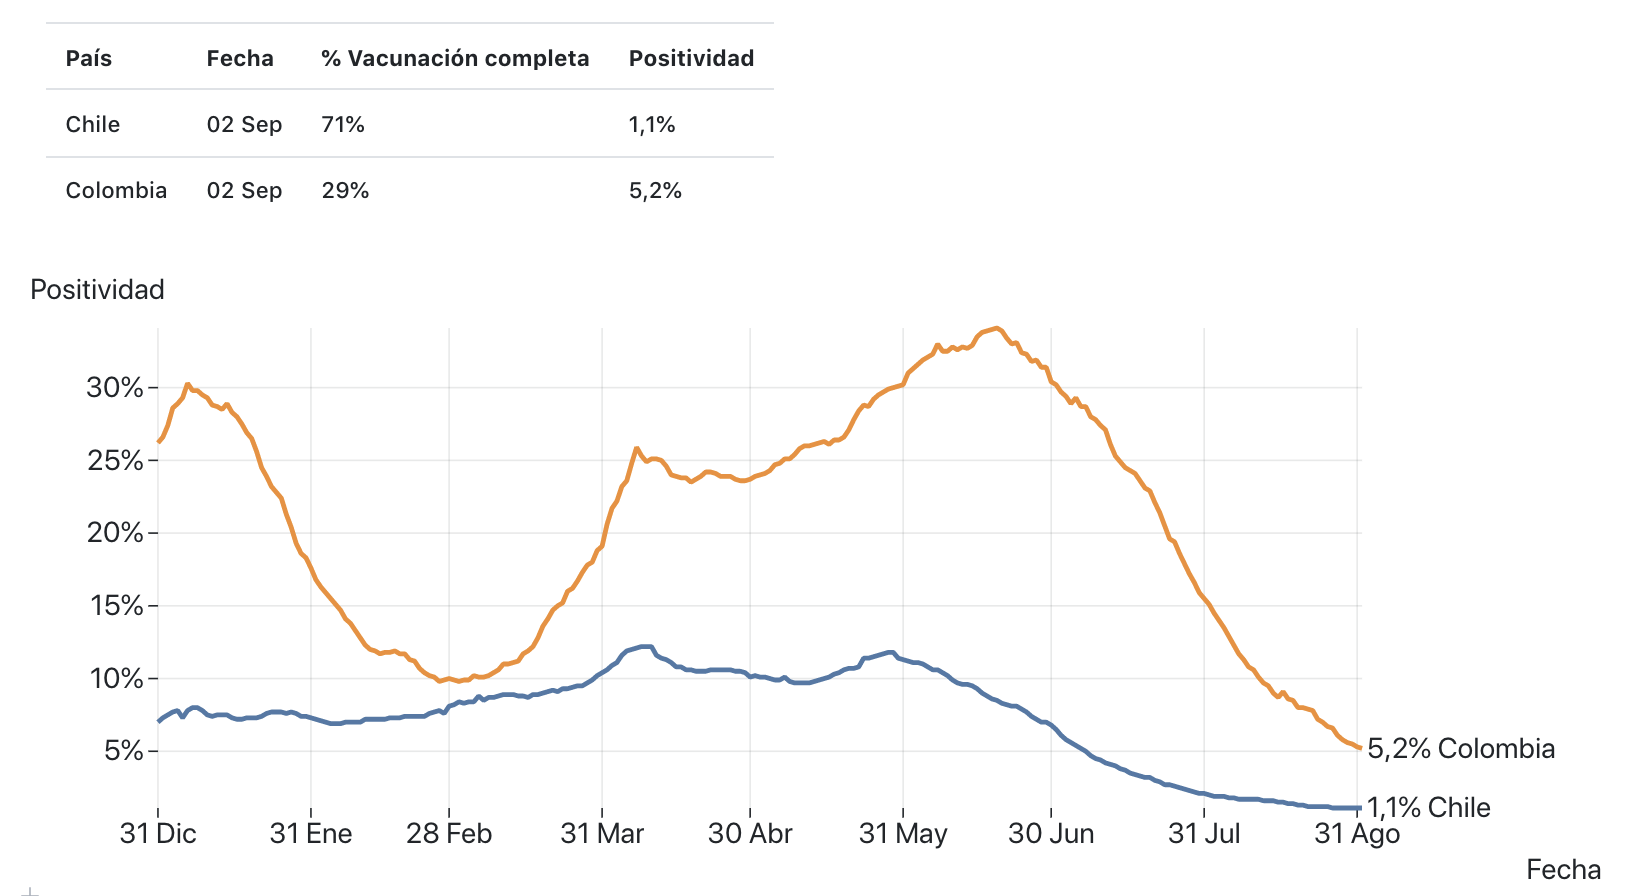 País Fecha % Vacunación completa Positividad
Chile 02 Sep 71% 1,1%
Colombia 02 Sep 29% 5,2%
Positividad
30%
25%
20%
15%
10%
5%
5,2% Colombia
1,1% Chile
31 Dic 31 Ene 28 Feb 31 Mar 30 Abr 31 May 30 Jun 31 Jul 31 Ago
Fecha